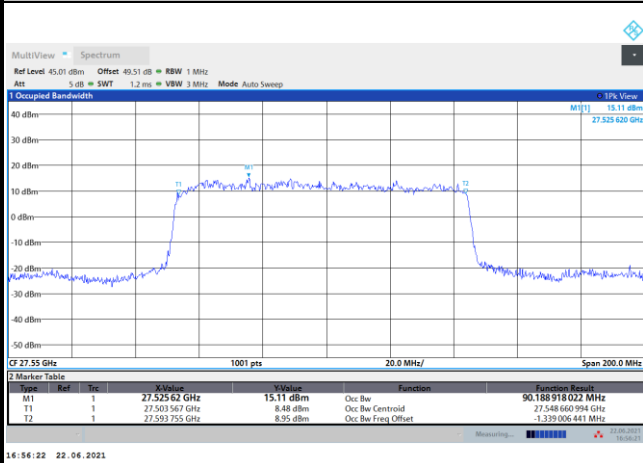 MultiView Spectrum
Ref Level 45.01 dBm Offset 49.51 dB RBW 1 MHz
Att 5 dB SWT 1.2 ms VBW 3 MHz Mode Auto Sweep
1 Occupied Bandwidth 1Pk View
M1[1] 15.11 dBm
27.525 620 GHz
40 dBm
30 dBm
20 dBm
M1
T1 T2
10 dBm
0 dBm
-10 dBm
-20 dBm
-30 dBm
-40 dBm
-50 dBm
CF 27.55 GHz 1001 pts 20.0 MHz/ Span 200.0 MHz
2 Marker Table
Type Ref Trc X-Value Y-Value Function Function Result
M1 1 27.525 62 GHz 15.11 dBm Occ Bw 90.188 918 022 MHz
T1 1 27.503 567 GHz 8.48 dBm Occ Bw Centroid 27.548 660 994 GHz
T2 1 27.593 755 GHz 8.95 dBm Occ Bw Freq Offset -1.339 006 441 MHz
Measuring... 22.06.2021
16:56:21
16:56:22 22.06.2021